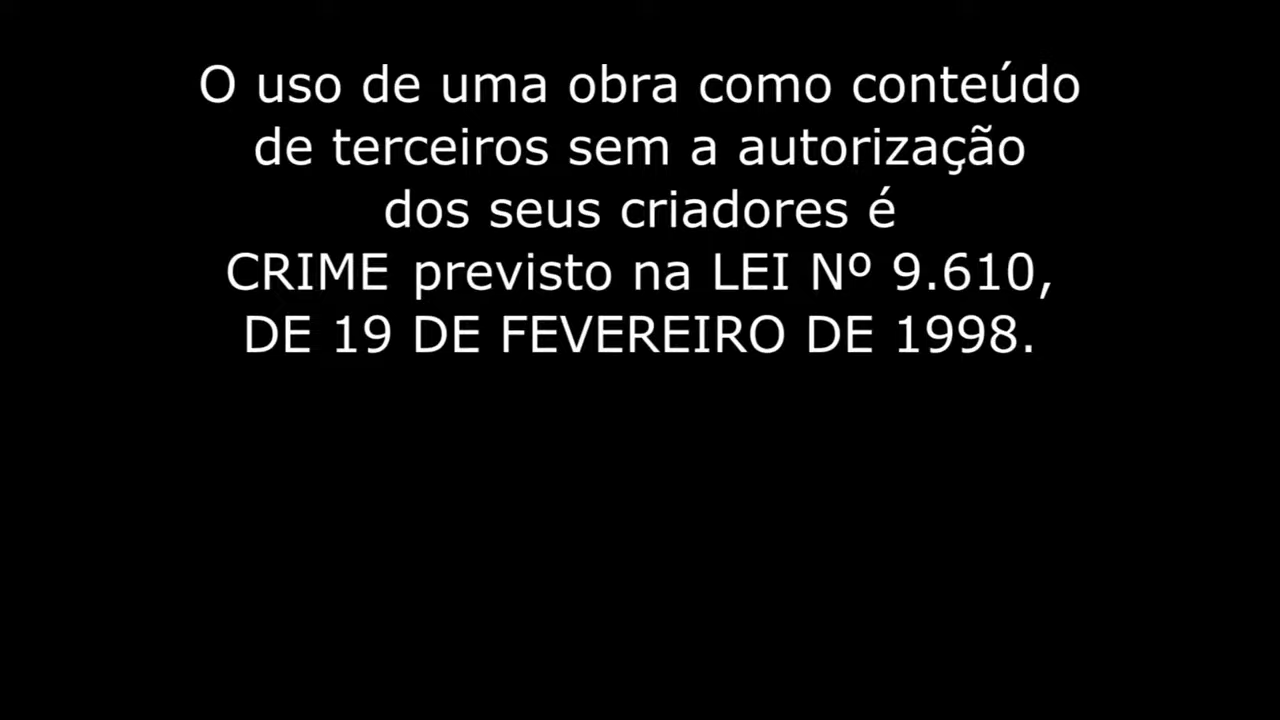 O uso de uma obra como conteúdo
de terceiros sem a autorização
dos seus criadores é
CRIME previsto na LEI Nº 9.610,
DE 19 DE FEVEREIRO DE 1998.